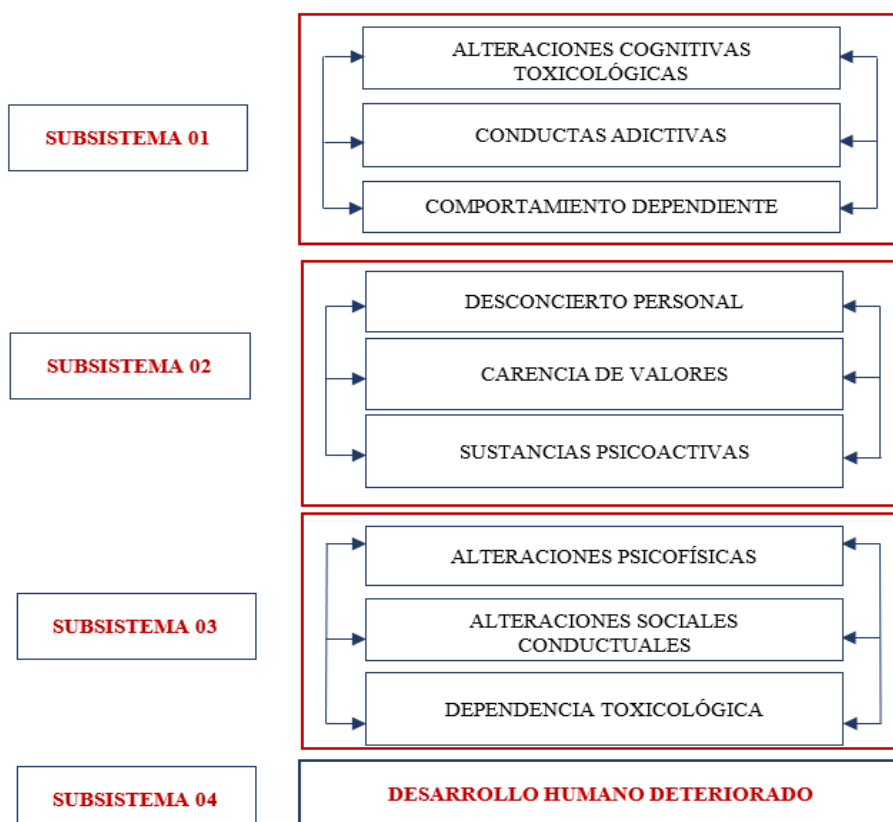 SUBSISTEMA 01
ALTERACIONES COGNITIVAS
TOXICOLÓGICAS
CONDUCTAS ADICTIVAS
COMPORTAMIENTO DEPENDIENTE
SUBSISTEMA 02
DESCONCIERTO PERSONAL
CARENCIA DE VALORES
SUSTANCIAS PSICOACTIVAS
SUBSISTEMA 03
ALTERACIONES PSICOFÍSICAS
ALTERACIONES SOCIALES
CONDUCTUALES
DEPENDENCIA TOXICOLÓGICA
SUBSISTEMA 04
DESARROLLO HUMANO DETERIORADO